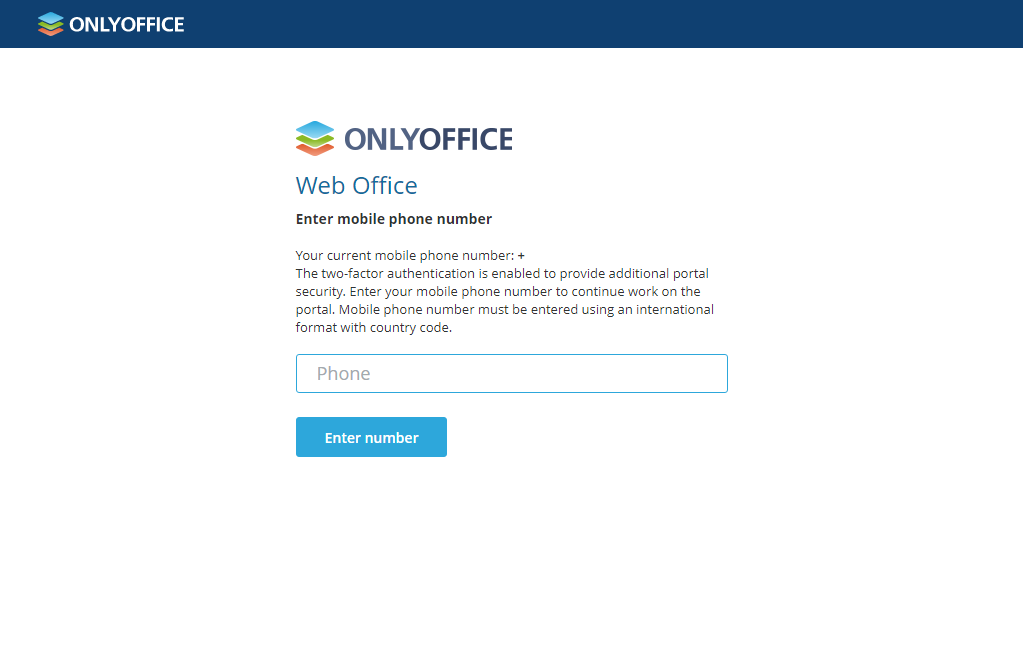 ONLYOFFICE
ONLYOFFICE
Web Office
Enter mobile phone number
Your current mobile phone number: +
The two-factor authentication is enabled to provide additional portal
security. Enter your mobile phone number to continue work on the
portal. Mobile phone number must be entered using an international
format with country code.
Phone
Enter number